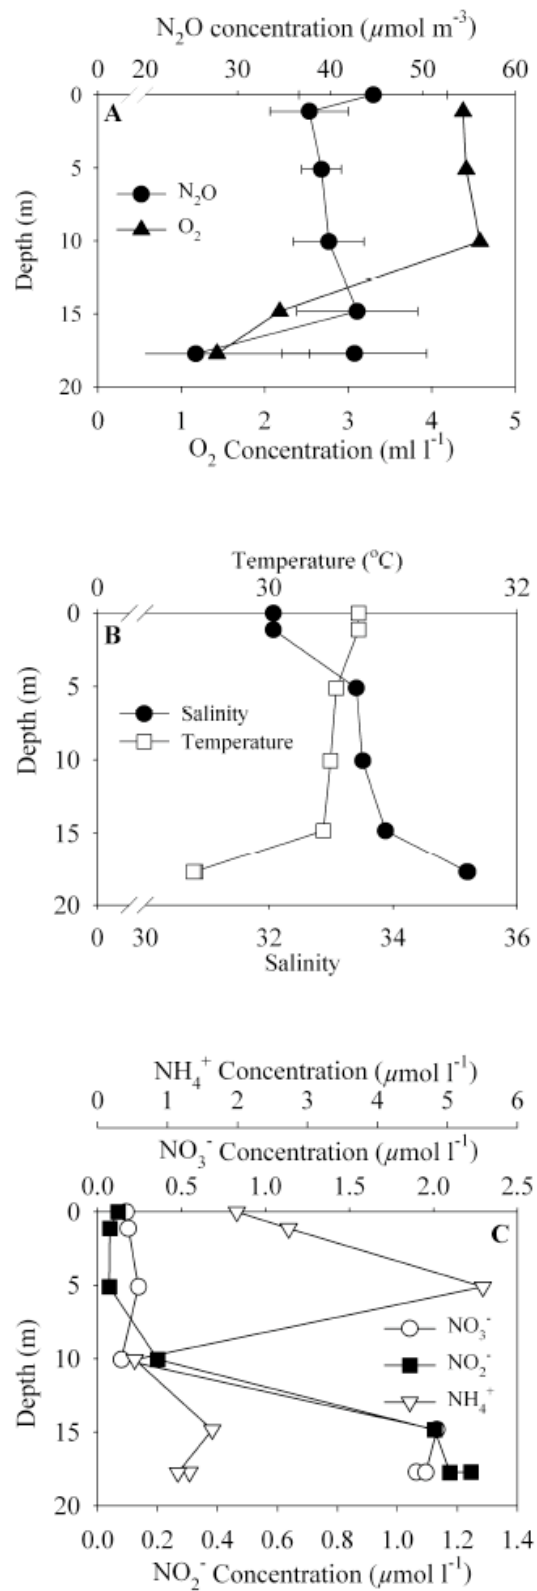 N₂O concentration (µmol m⁻³)
0 20 30 40 50 60
A
0
5
10
15
20
Depth (m)
N₂O
O₂
0 1 2 3 4 5
O₂ Concentration (ml l⁻¹)
Temperature (°C)
0 30 32
B
0
5
10
15
20
Depth (m)
Salinity
Temperature
0 30 32 34 36
Salinity
NH₄⁺ Concentration (µmol l⁻¹)
0 1 2 3 4 5 6
NO₃⁻ Concentration (µmol l⁻¹)
0.0 0.5 1.0 1.5 2.0 2.5
C
0
5
10
15
20
Depth (m)
NO₃⁻
NO₂⁻
NH₄⁺
0.0 0.2 0.4 0.6 1.0 1.2 1.4
NO₂⁻ Concentration (µmol l⁻¹)